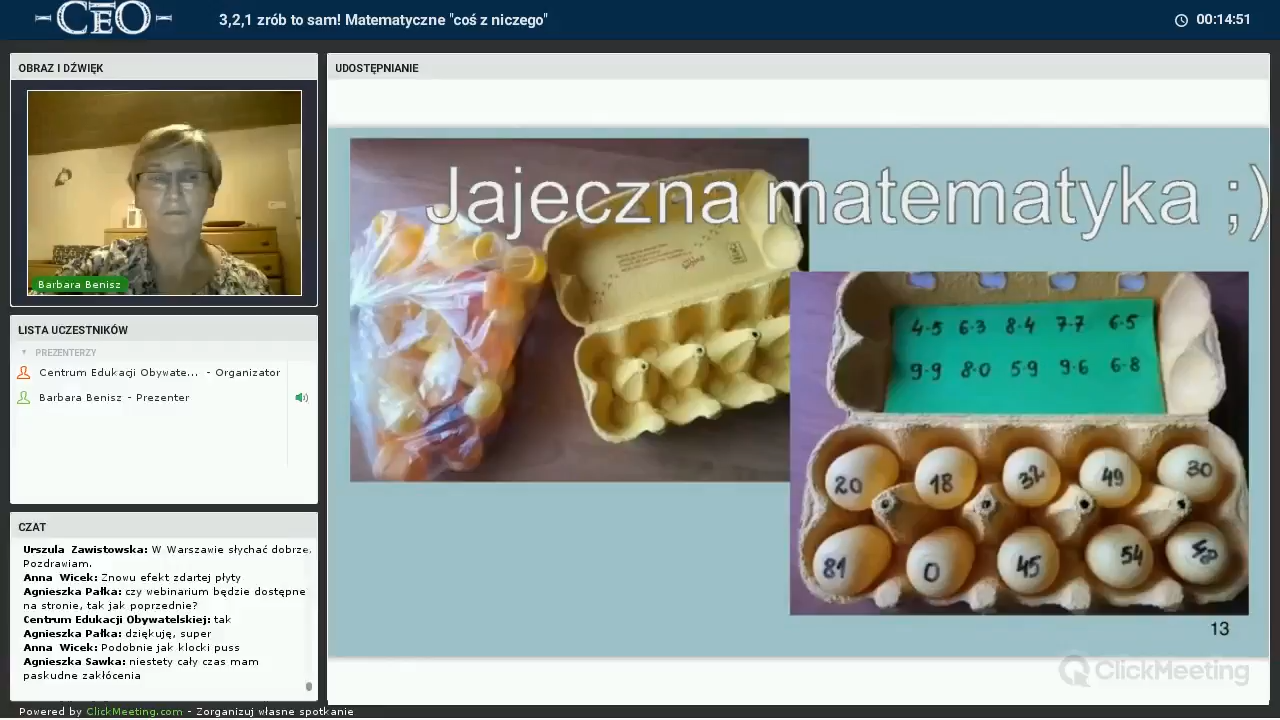 CEO
3,2,1 zrób to sam! Matematyczne "coś z niczego"
00:14:51
OBRAZ I DŹWIĘK
Barbara Benisz
LISTA UCZESTNIKÓW
PREZENTERZY
Centrum Edukacji Obywate... - Organizator
Barbara Benisz - Prezenter
CZAT
Urszula Zawistowska: W Warszawie słychać dobrze.
Pozdrawiam.
Anna Wicek: Znowu efekt zdartej płyty
Agnieszka Pałka: czy webinarium będzie dostępne
na stronie, tak jak poprzednie?
Centrum Edukacji Obywatelskiej: tak
Agnieszka Pałka: dziękuję, super
Anna Wicek: Podobnie jak klocki puss
Agnieszka Sawka: niestety cały czas mam
paskudne zakłócenia
Powered by ClickMeeting.com - Zorganizuj własne spotkanie
UDOSTĘPNIANIE
Jajeczna matematyka ;)
4·5 6·3 8·4 7·7 6·5
9·9 8·0 5·9 9·6 6·8
20 18 32 49 30
81 0 45 54 48
13
ClickMeeting